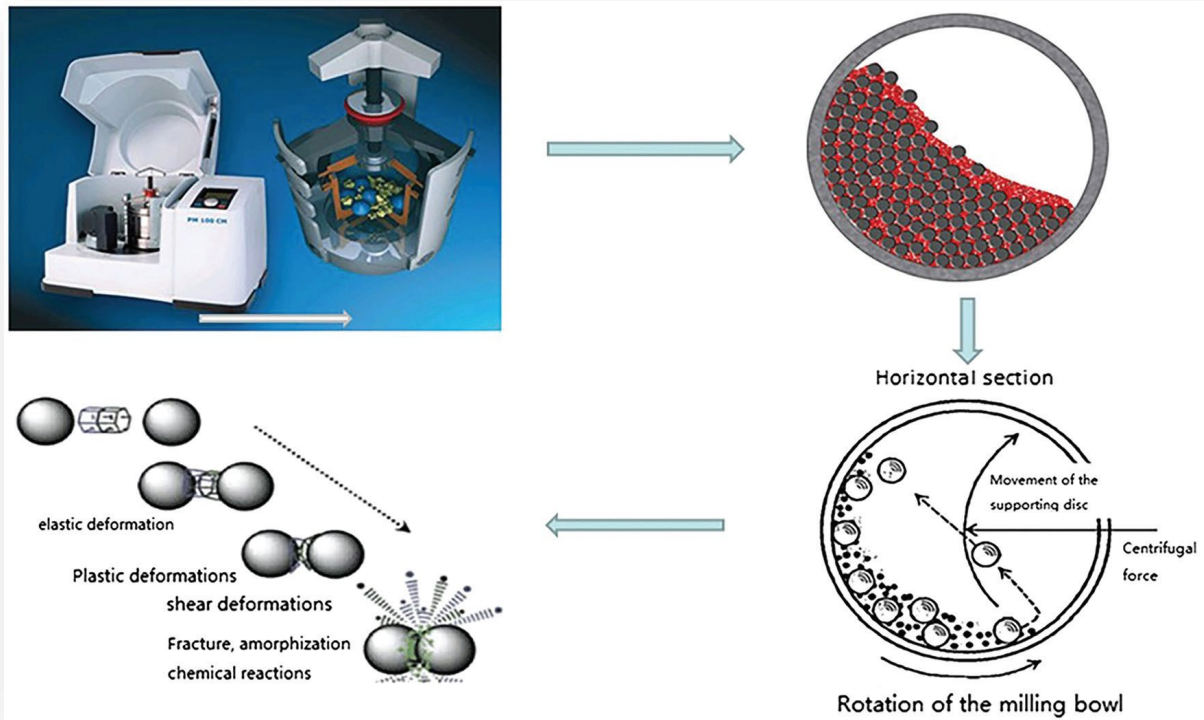 PM 100 CM
Horizontal section
Movement of the
supporting disc
Centrifugal
force
Rotation of the milling bowl
elastic deformation
Plastic deformations
shear deformations
Fracture, amorphization
chemical reactions